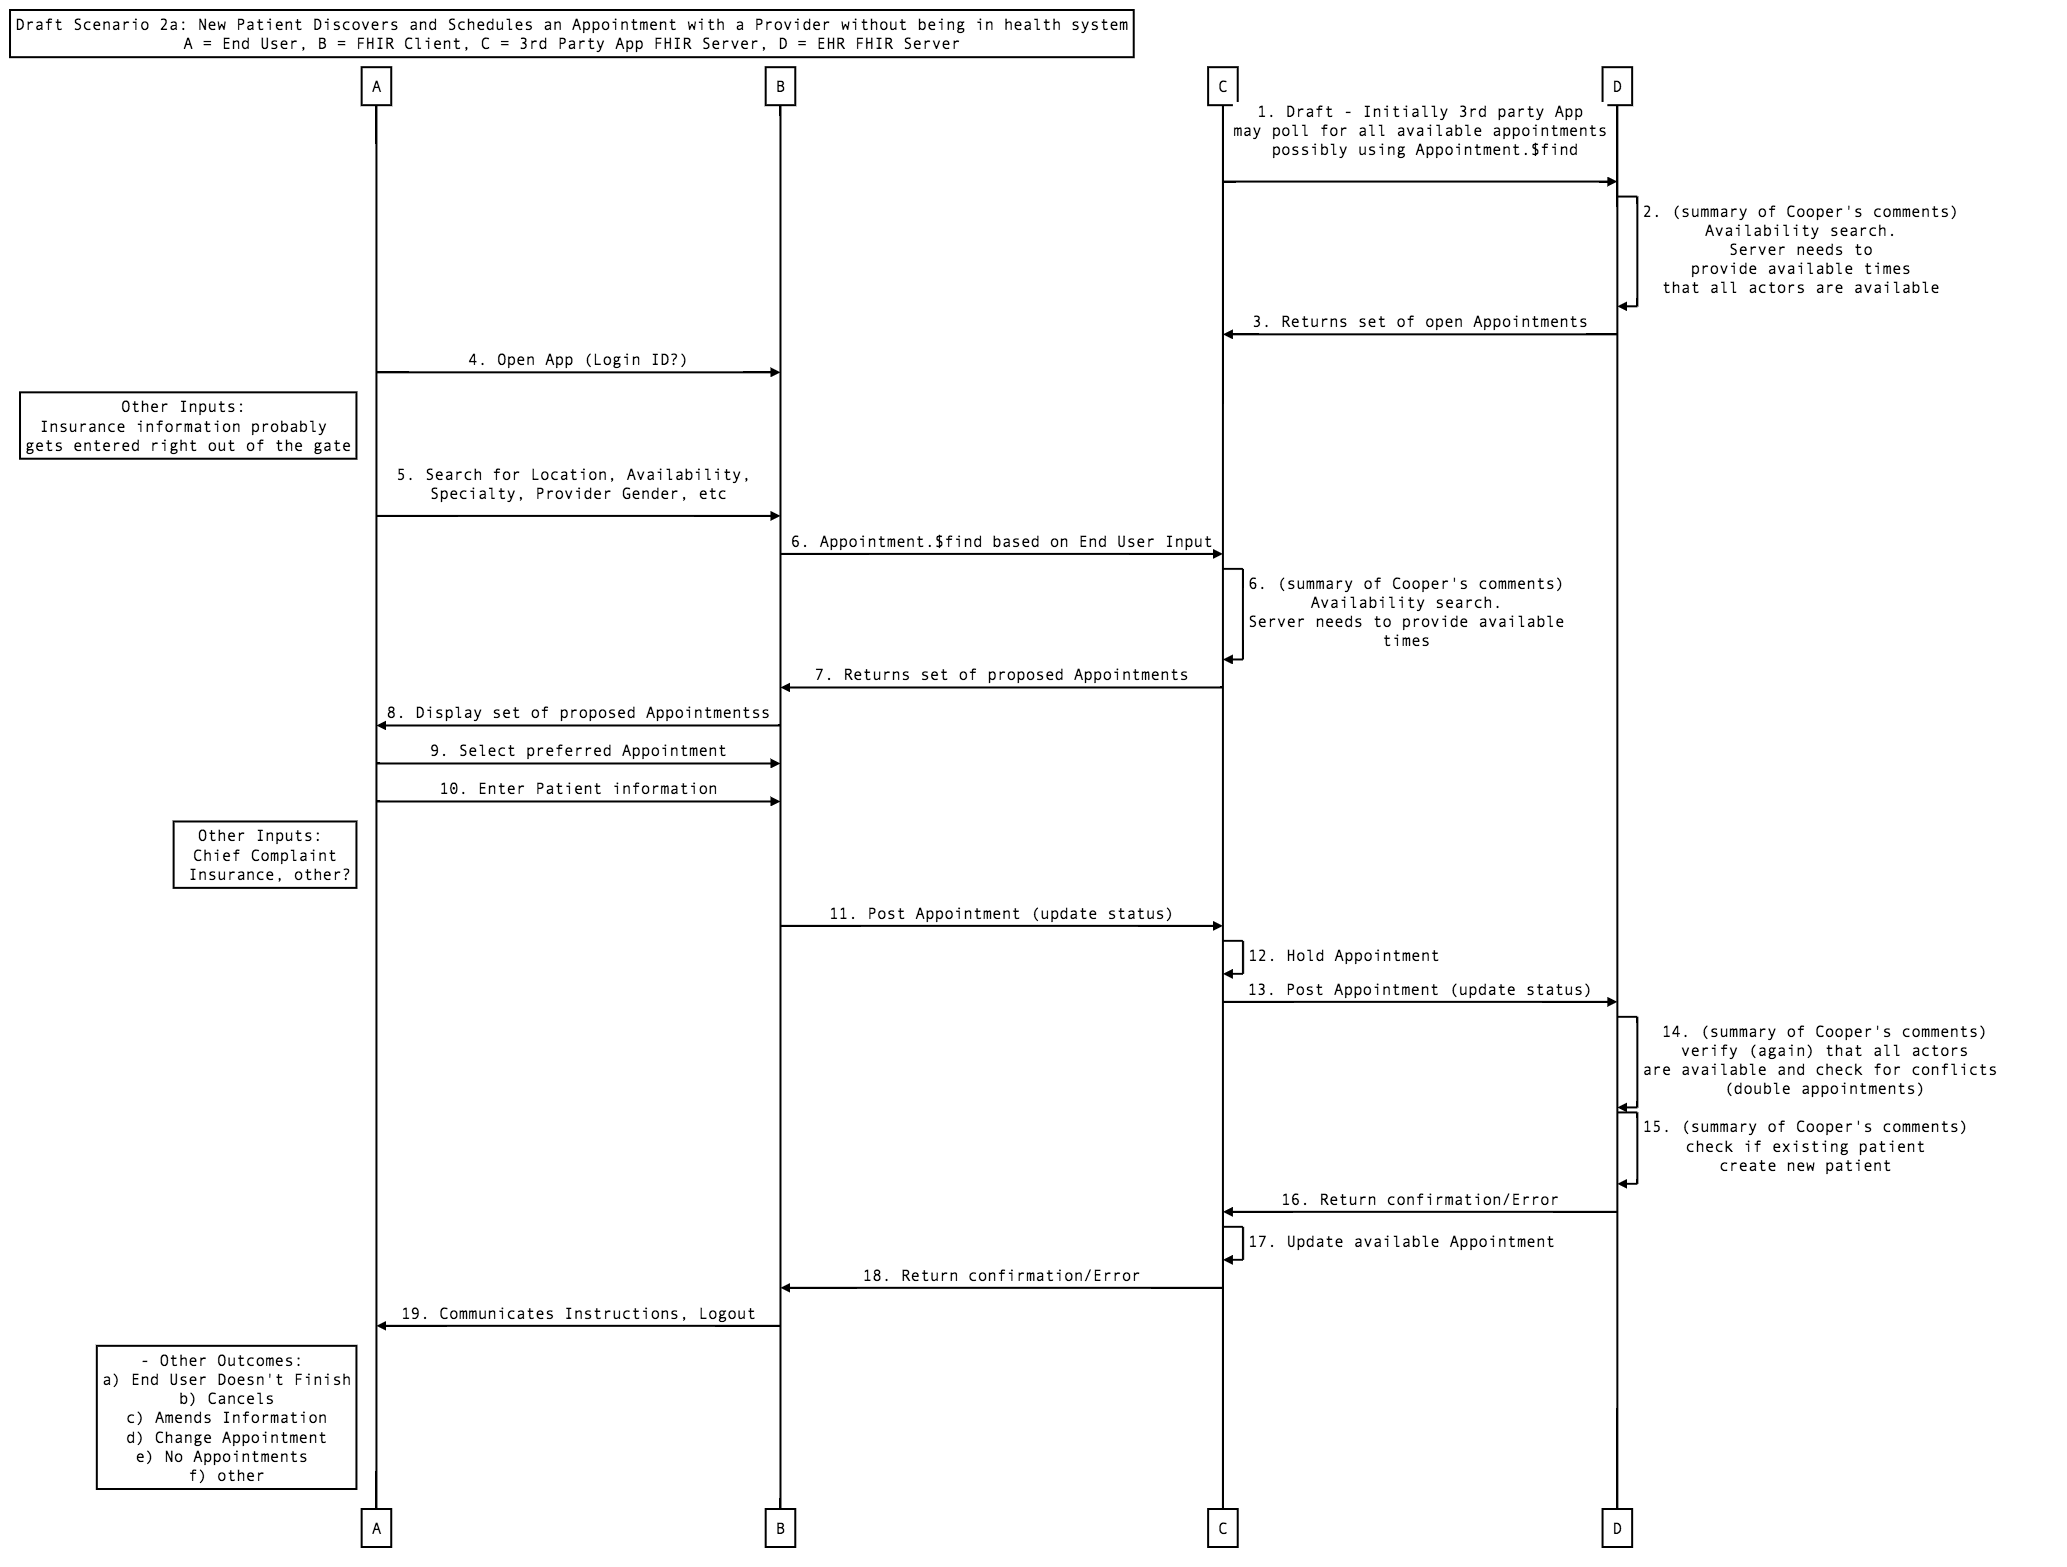 Draft Scenario 2a: New Patient Discovers and Schedules an Appointment with a Provider without being in health system
A = End User, B = FHIR Client, C = 3rd Party App FHIR Server, D = EHR FHIR Server
A
B
C
D
1. Draft - Initially 3rd party App
may poll for all available appointments
possibly using Appointment.$find
2. (summary of Cooper's comments)
Availability search.
Server needs to
provide available times
that all actors are available
3. Returns set of open Appointments
4. Open App (Login ID?)
Other Inputs:
Insurance information probably
gets entered right out of the gate
5. Search for Location, Availability,
Specialty, Provider Gender, etc
6. Appointment.$find based on End User Input
6. (summary of Cooper's comments)
Availability search.
Server needs to provide available
times
7. Returns set of proposed Appointments
8. Display set of proposed Appointmentss
9. Select preferred Appointment
10. Enter Patient information
Other Inputs:
Chief Complaint
Insurance, other?
11. Post Appointment (update status)
12. Hold Appointment
13. Post Appointment (update status)
14. (summary of Cooper's comments)
verify (again) that all actors
are available and check for conflicts
(double appointments)
15. (summary of Cooper's comments)
check if existing patient
create new patient
16. Return confirmation/Error
17. Update available Appointment
18. Return confirmation/Error
19. Communicates Instructions, Logout
- Other Outcomes:
a) End User Doesn't Finish
b) Cancels
c) Amends Information
d) Change Appointment
e) No Appointments
f) other
A
B
C
D